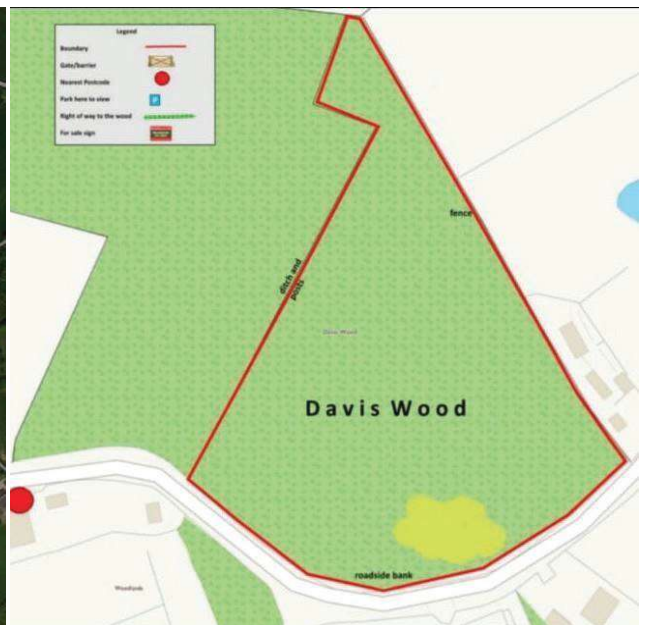 Legend
Boundary
Gate/barrier
Nearest Postcode
Park here to view
P
Right of way to the wood
For sale sign
fence
ditch and
posts
Davis Wood
roadside bank
Woodlands